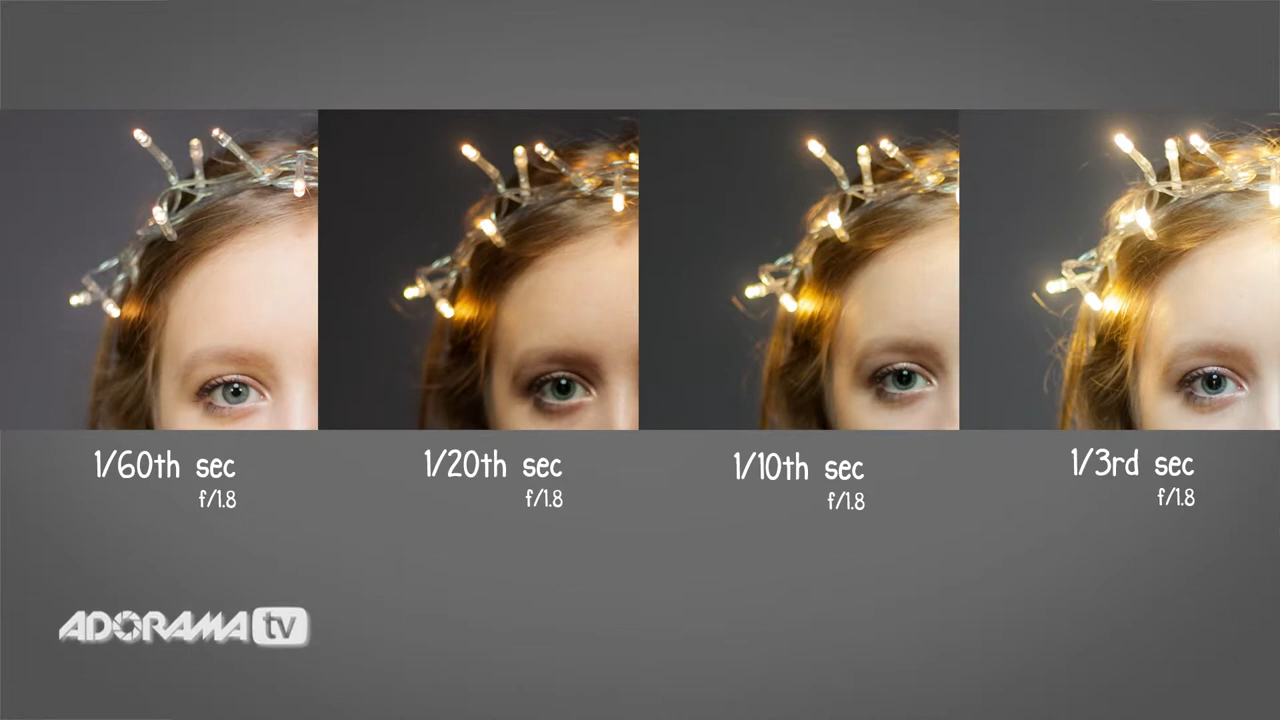 1/60th sec
f/1.8
1/20th sec
f/1.8
1/10th sec
f/1.8
1/3rd sec
f/1.8
ADORAMA tv